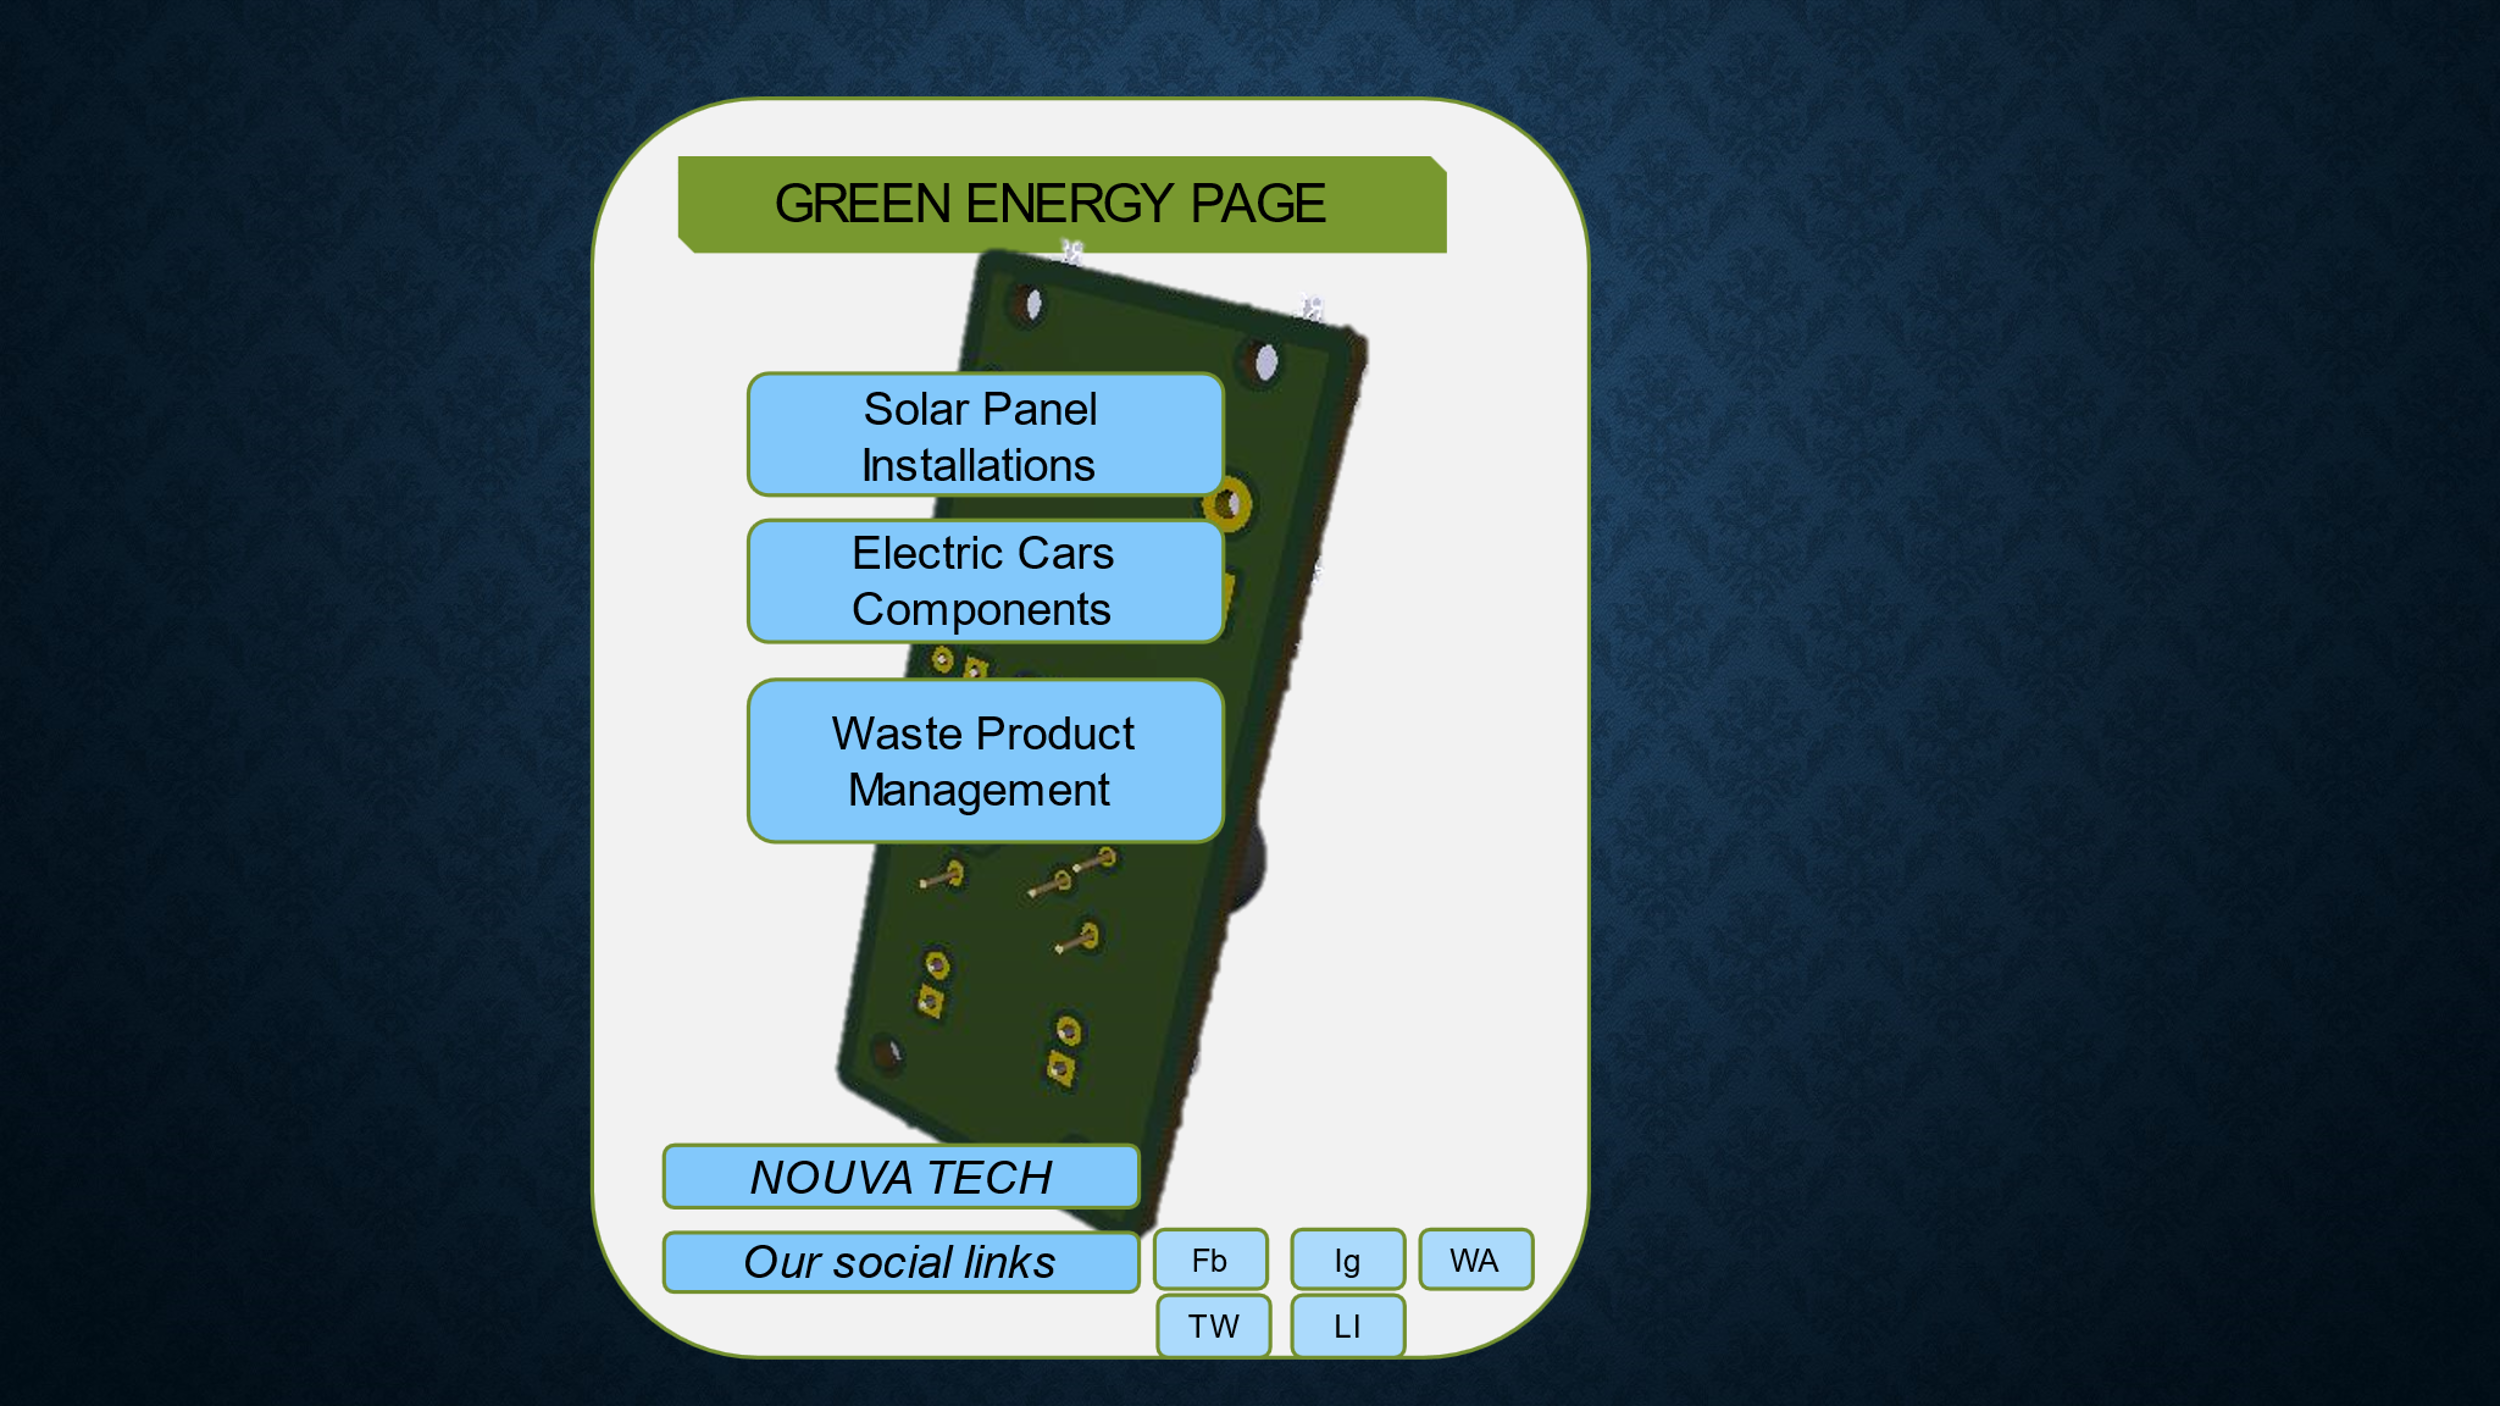 GREEN ENERGY PAGE
Solar Panel
Installations
Electric Cars
Components
Waste Product
Management
NOUVA TECH
Our social links
Fb
Ig
WA
TW
LI